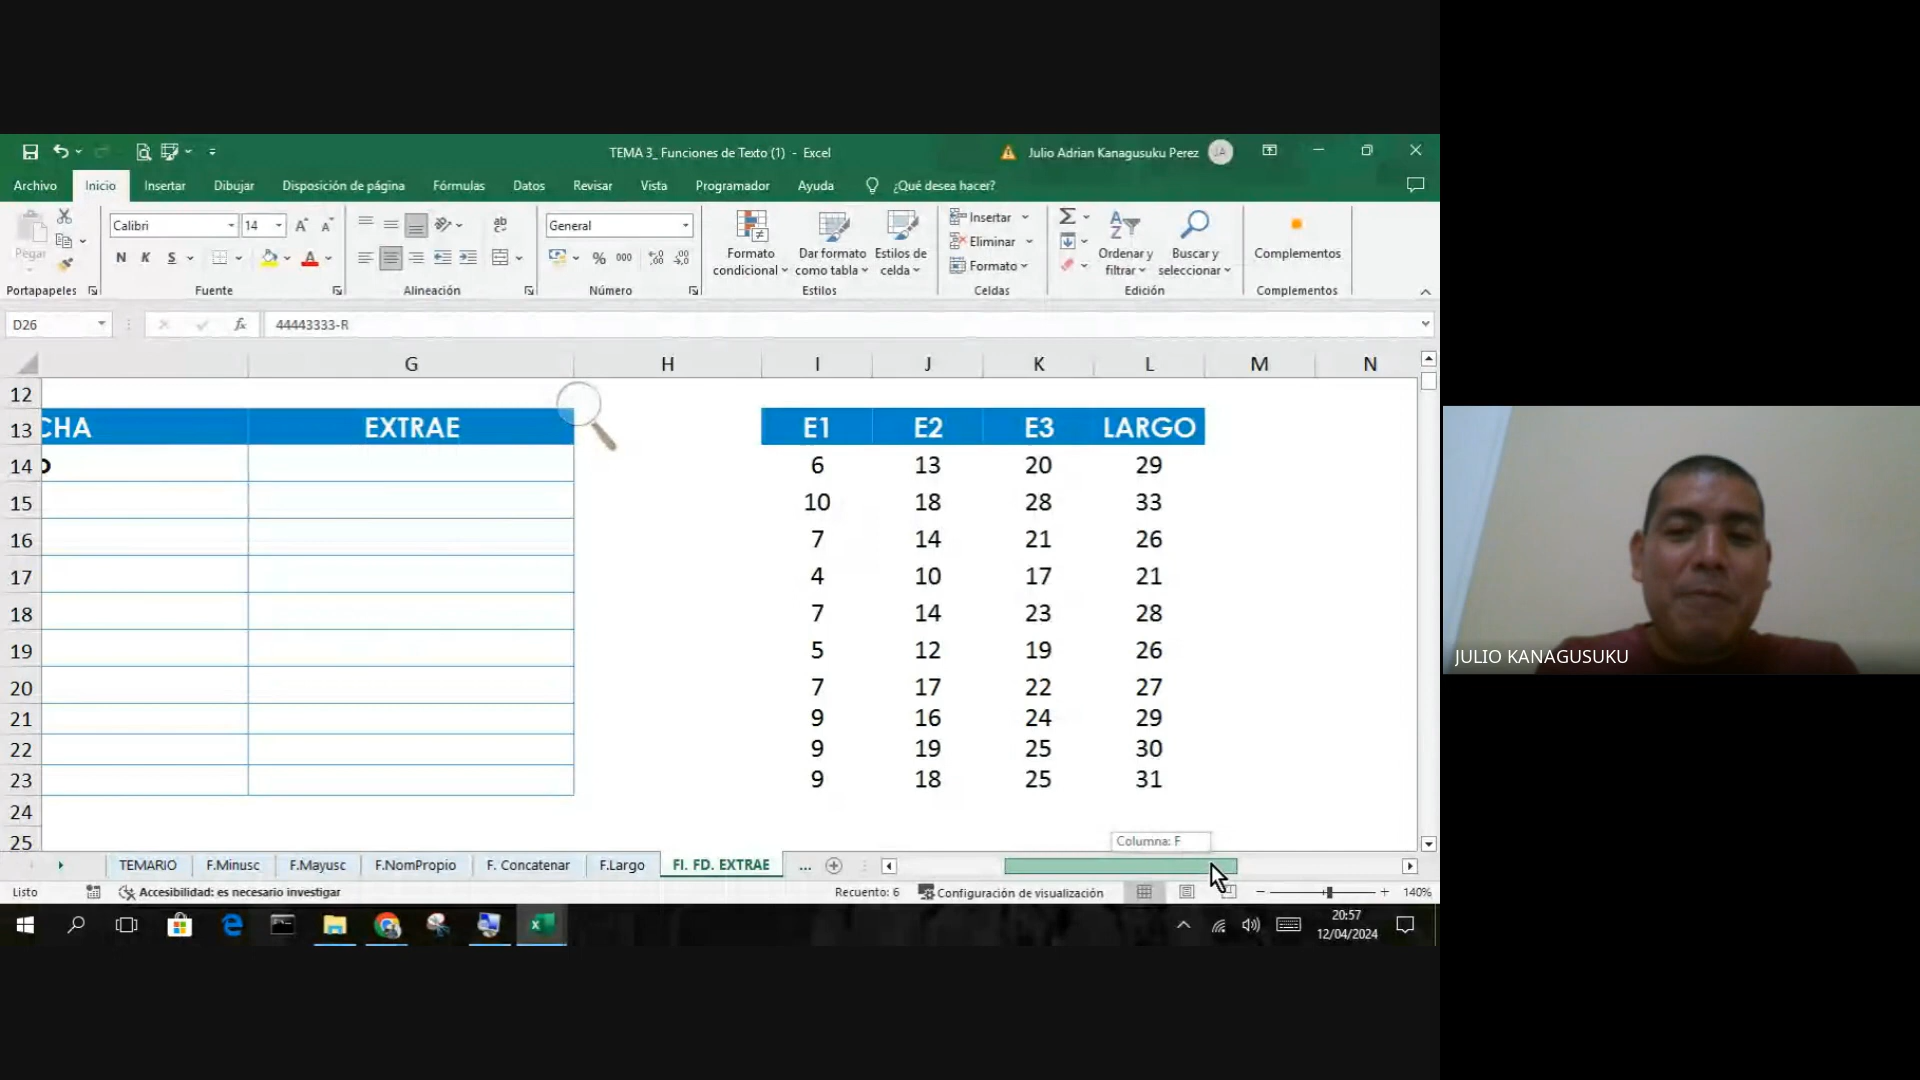 TEMA 3_ Funciones de Texto (1) - Excel
Julio Adrian Kanagusuku Perez
JA
Archivo Inicio Insertar Dibujar Disposición de página Fórmulas Datos Revisar Vista Programador Ayuda ¿Qué desea hacer?
Pegar
Portapapeles
Calibri 14
N K S
Fuente
Alineación
General
% 000
Número
Formato condicional
Dar formato como tabla
Estilos de celda
Estilos
Insertar
Eliminar
Formato
Celdas
Ordenar y filtrar
Buscar y seleccionar
Edición
Complementos
Complementos
D26 fx 44443333-R
G H I J K L M N
12
13 CHA EXTRAE E1 E2 E3 LARGO
14 O 6 13 20 29
15 10 18 28 33
16 7 14 21 26
17 4 10 17 21
18 7 14 23 28
19 5 12 19 26
20 7 17 22 27
21 9 16 24 29
22 9 19 25 30
23 9 18 25 31
24
25
Columna: F
TEMARIO F.Minusc F.Mayusc F.NomPropio F. Concatenar F.Largo FI. FD. EXTRAE ...
Listo Accesibilidad: es necesario investigar Recuento: 6 Configuración de visualización 140%
20:57
12/04/2024
JULIO KANAGUSUKU